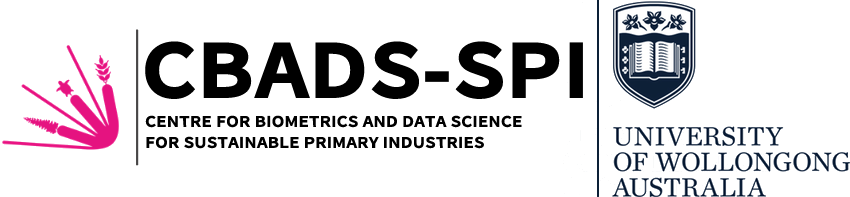 CBADS-SPI
CENTRE FOR BIOMETRICS AND DATA SCIENCE
FOR SUSTAINABLE PRIMARY INDUSTRIES
UNIVERSITY
OF WOLLONGONG
AUSTRALIA